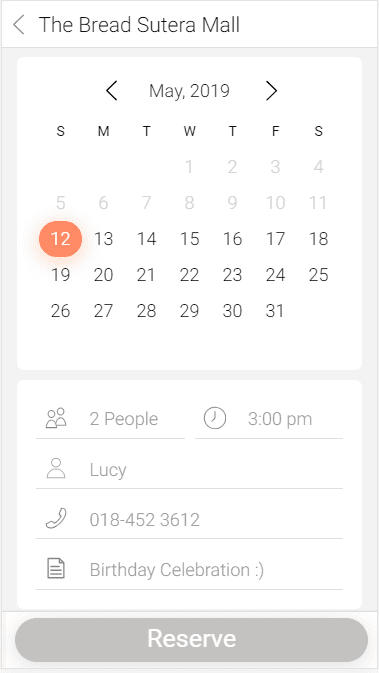 The Bread Sutera Mall
May, 2019
S M T W T F S
1 2 3 4
5 6 7 8 9 10 11
12 13 14 15 16 17 18
19 20 21 22 23 24 25
26 27 28 29 30 31
2 People 3:00 pm
Lucy
018-452 3612
Birthday Celebration :)
Reserve